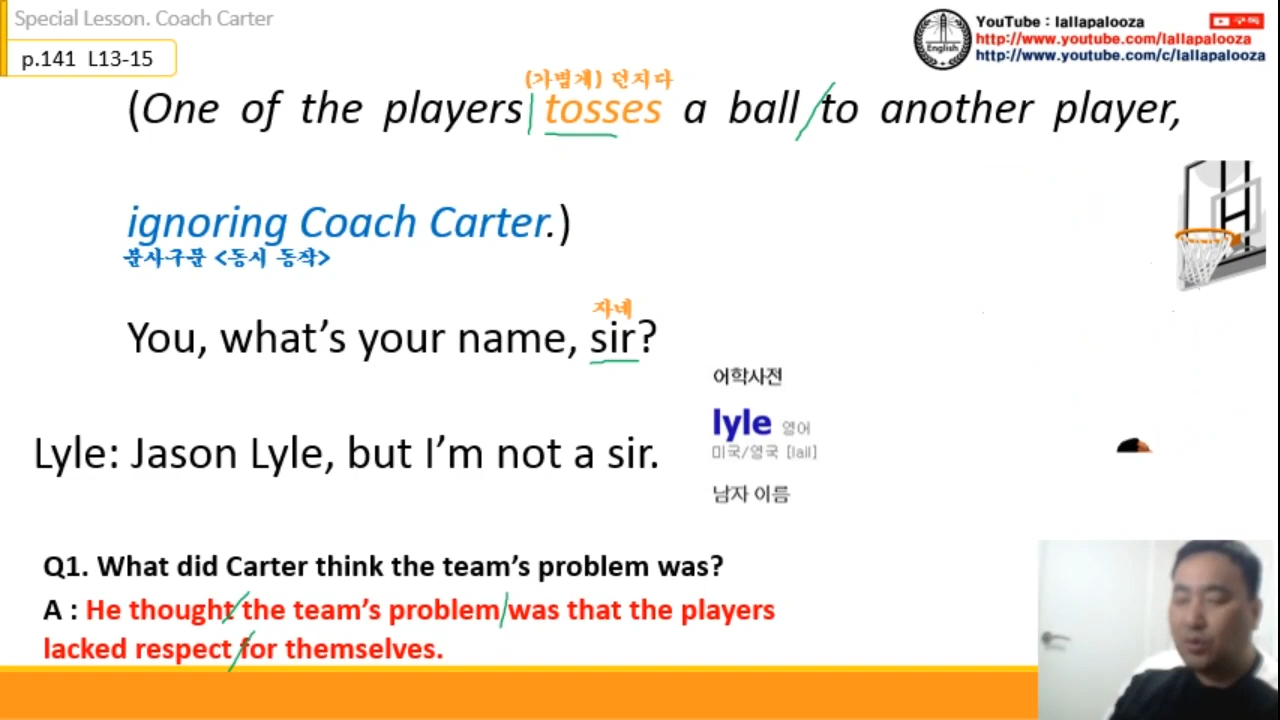 Special Lesson. Coach Carter
p.141 L13-15
English
YouTube : lallapalooza
구독
http://www.youtube.com/lallapalooza
http://www.youtube.com/c/lallapalooza
(가볍게) 던지다
(One of the players tosses a ball to another player,
ignoring Coach Carter.)
분사구문 <동시 동작>
자네
You, what's your name, sir?
어학사전
lyle 영어
미국/영국 [lail]
남자 이름
Lyle: Jason Lyle, but I'm not a sir.
Q1. What did Carter think the team's problem was?
A : He thought the team's problem was that the players
lacked respect for themselves.